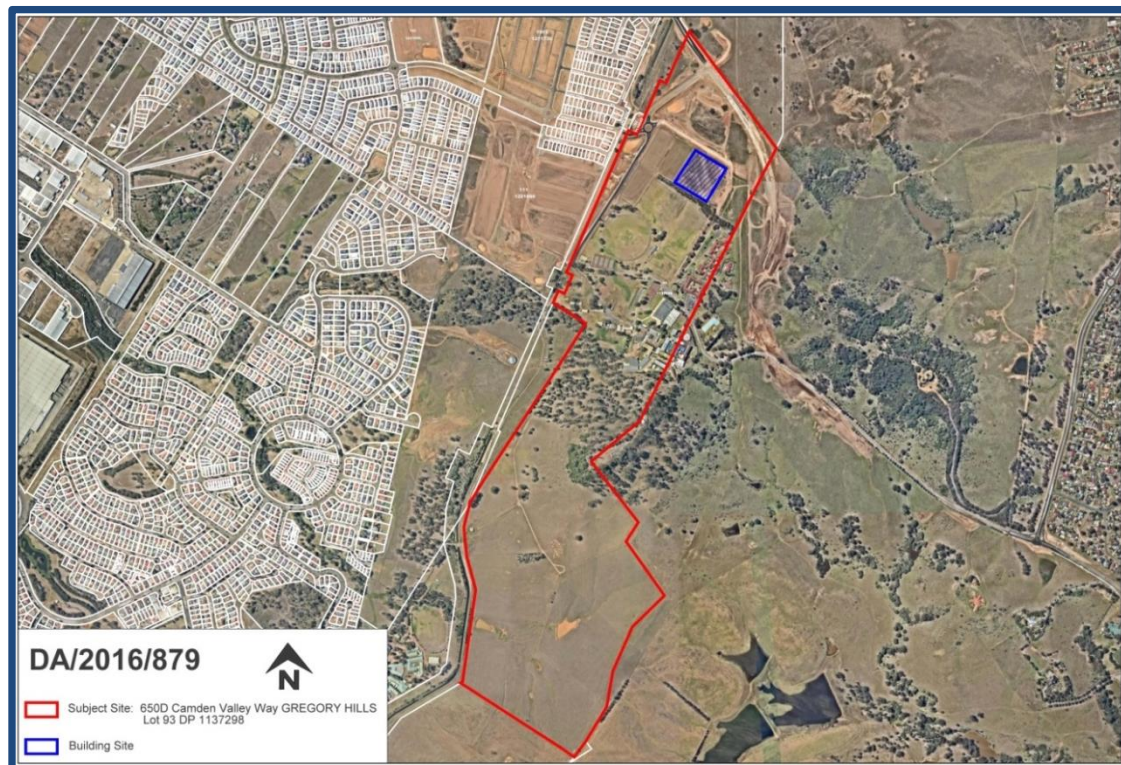 DA/2016/879
N
Subject Site: 650D Camden Valley Way GREGORY HILLS
Lot 93 DP 1137298
Building Site